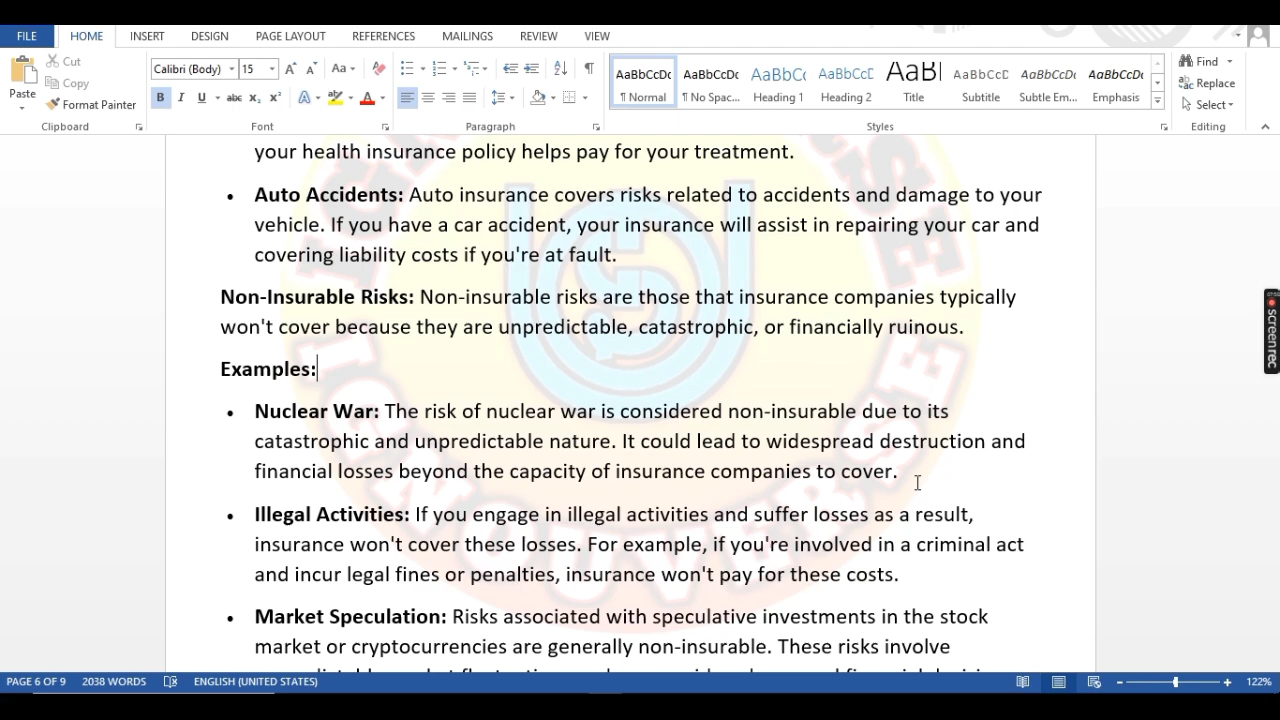 FILE HOME INSERT DESIGN PAGE LAYOUT REFERENCES MAILINGS REVIEW VIEW
Cut
Copy
Paste
Format Painter
Clipboard
Calibri (Body) 15
Font
Paragraph
AaBbCcDc AaBbCcDc AaBbCc AaBbCcD AaBl AaBbCcD AaBbCcDc AaBbCcDc
¶ Normal ¶ No Spac... Heading 1 Heading 2 Title Subtitle Subtle Em... Emphasis
Styles
Find
Replace
Select
Editing
your health insurance policy helps pay for your treatment.
• Auto Accidents: Auto insurance covers risks related to accidents and damage to your
vehicle. If you have a car accident, your insurance will assist in repairing your car and
covering liability costs if you're at fault.
Non-Insurable Risks: Non-insurable risks are those that insurance companies typically
won't cover because they are unpredictable, catastrophic, or financially ruinous.
Examples:
• Nuclear War: The risk of nuclear war is considered non-insurable due to its
catastrophic and unpredictable nature. It could lead to widespread destruction and
financial losses beyond the capacity of insurance companies to cover.
• Illegal Activities: If you engage in illegal activities and suffer losses as a result,
insurance won't cover these losses. For example, if you're involved in a criminal act
and incur legal fines or penalties, insurance won't pay for these costs.
• Market Speculation: Risks associated with speculative investments in the stock
market or cryptocurrencies are generally non-insurable. These risks involve
screenrec
PAGE 6 OF 9 2038 WORDS ENGLISH (UNITED STATES) 122%